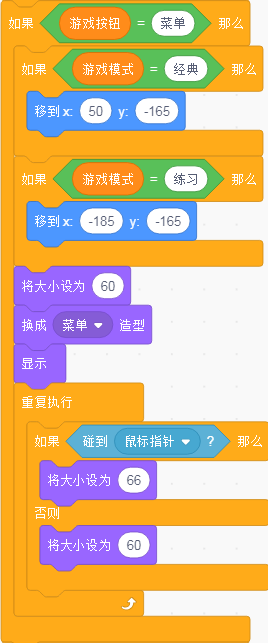 如果 游戏按钮 = 菜单 那么
如果 游戏模式 = 经典 那么
移到 x: 50 y: -165
如果 游戏模式 = 练习 那么
移到 x: -185 y: -165
将大小设为 60
换成 菜单 造型
显示
重复执行
如果 碰到 鼠标指针 ? 那么
将大小设为 66
否则
将大小设为 60